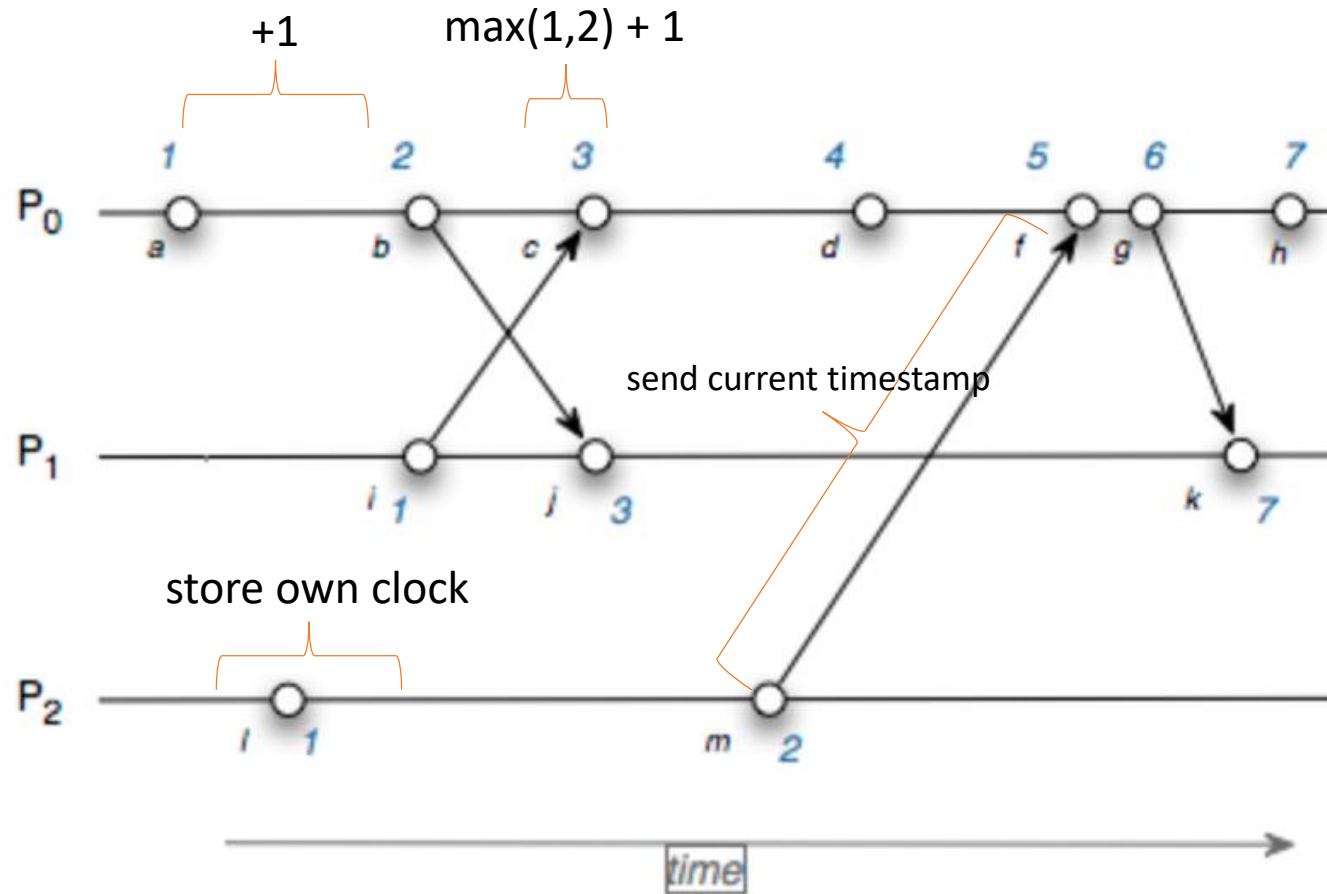 +1
max(1,2) + 1
1 2 3 4 5 6 7
P0
a b c d f g h
send current timestamp
P1
i 1 j 3 k 7
store own clock
P2
l 1 m 2
time